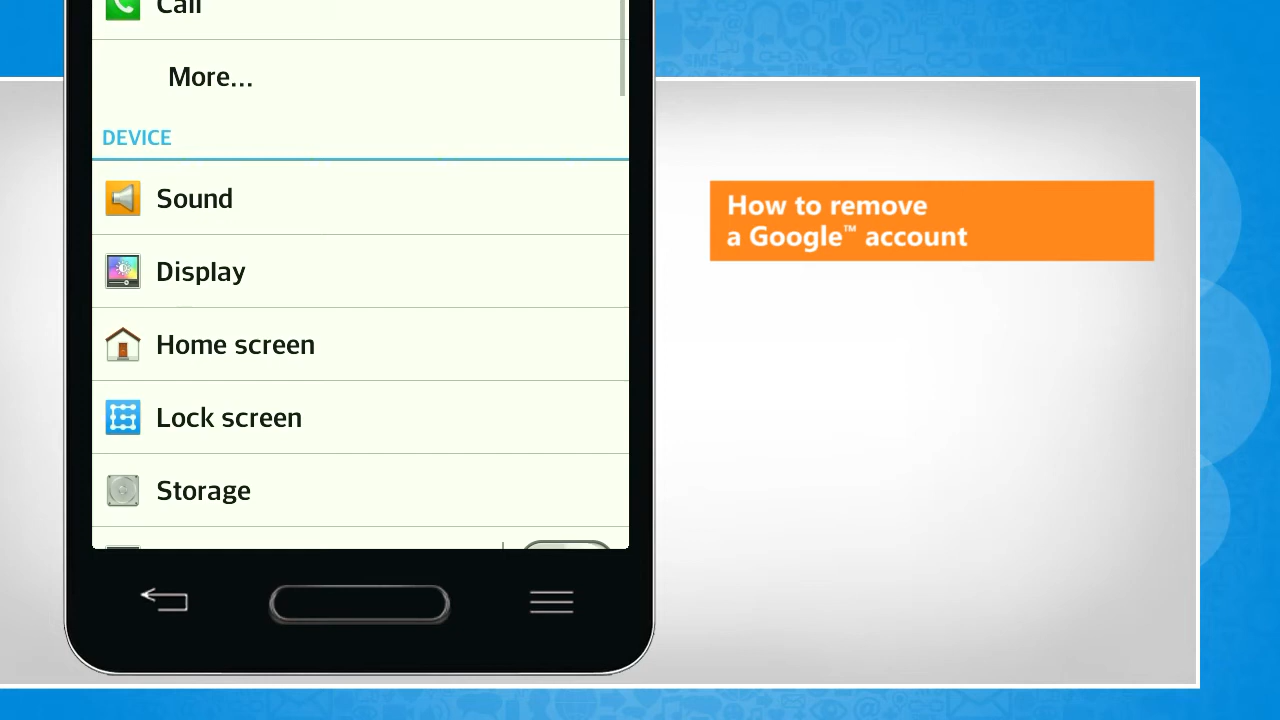 Call
More...
DEVICE
Sound
Display
Home screen
Lock screen
Storage
How to remove
a Google™ account